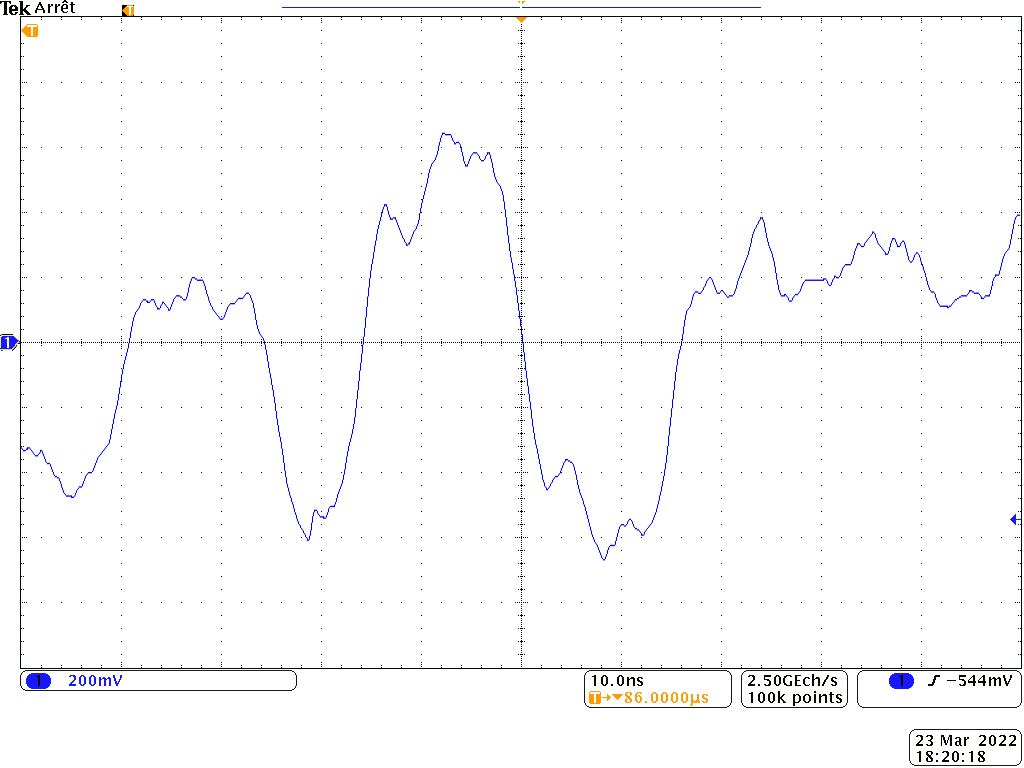 Tek Arrêt
T
T
1
1 200mV
10.0ns
T→▼86.0000µs
2.50GEch/s
100k points
1 ƒ −544mV
23 Mar 2022
18:20:18